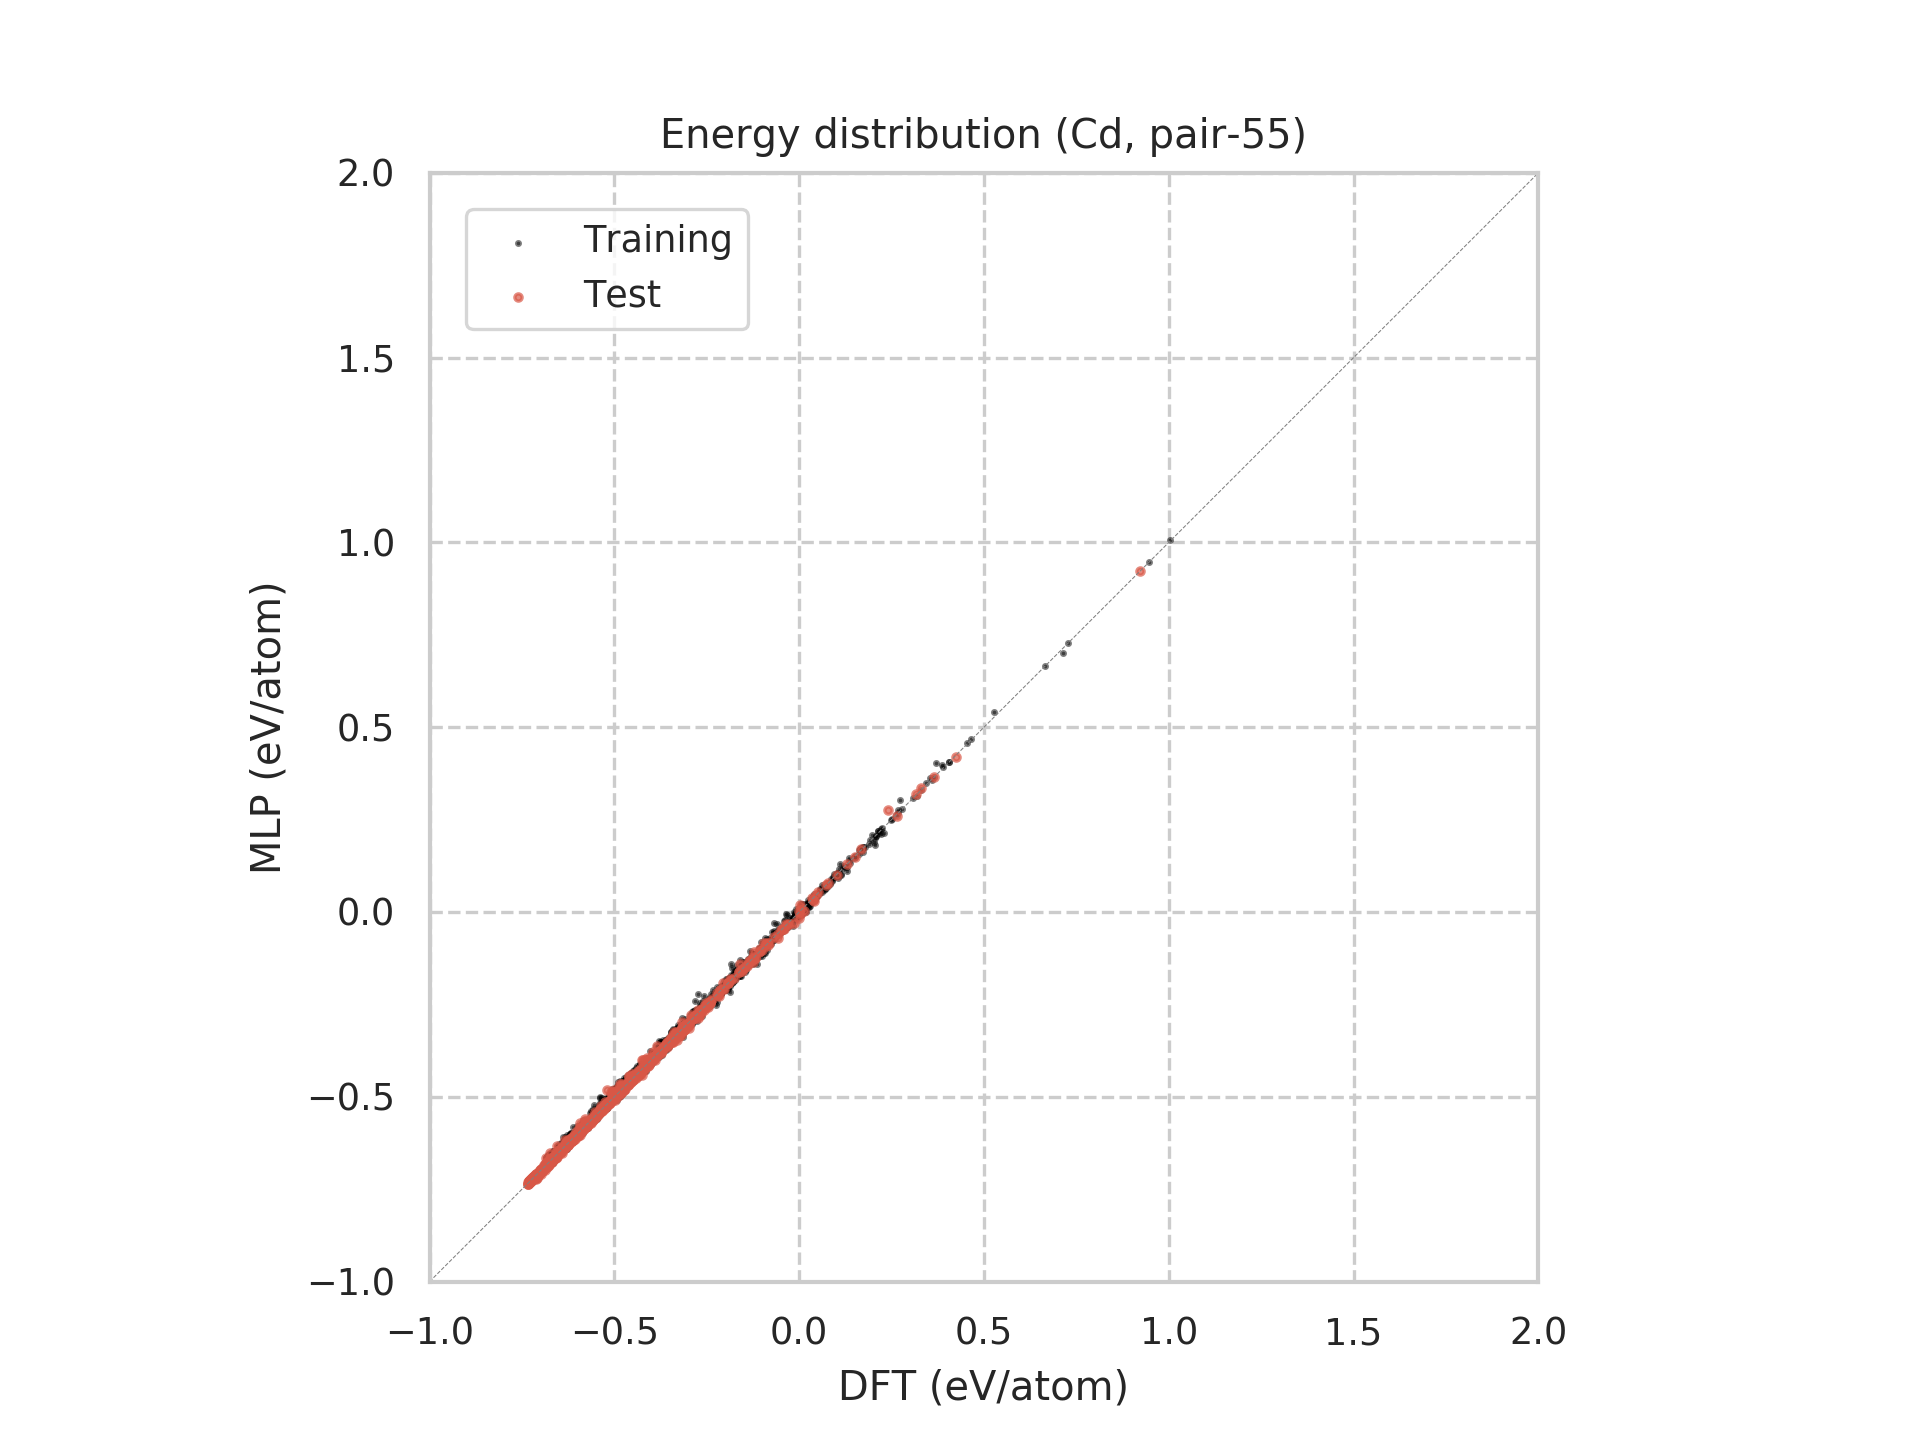 Energy distribution (Cd, pair-55)
2.0
Training
Test
1.5
1.0
MLP (eV/atom)
0.5
0.0
−0.5
−1.0
−1.0 −0.5 0.0 0.5 1.0 1.5 2.0
DFT (eV/atom)